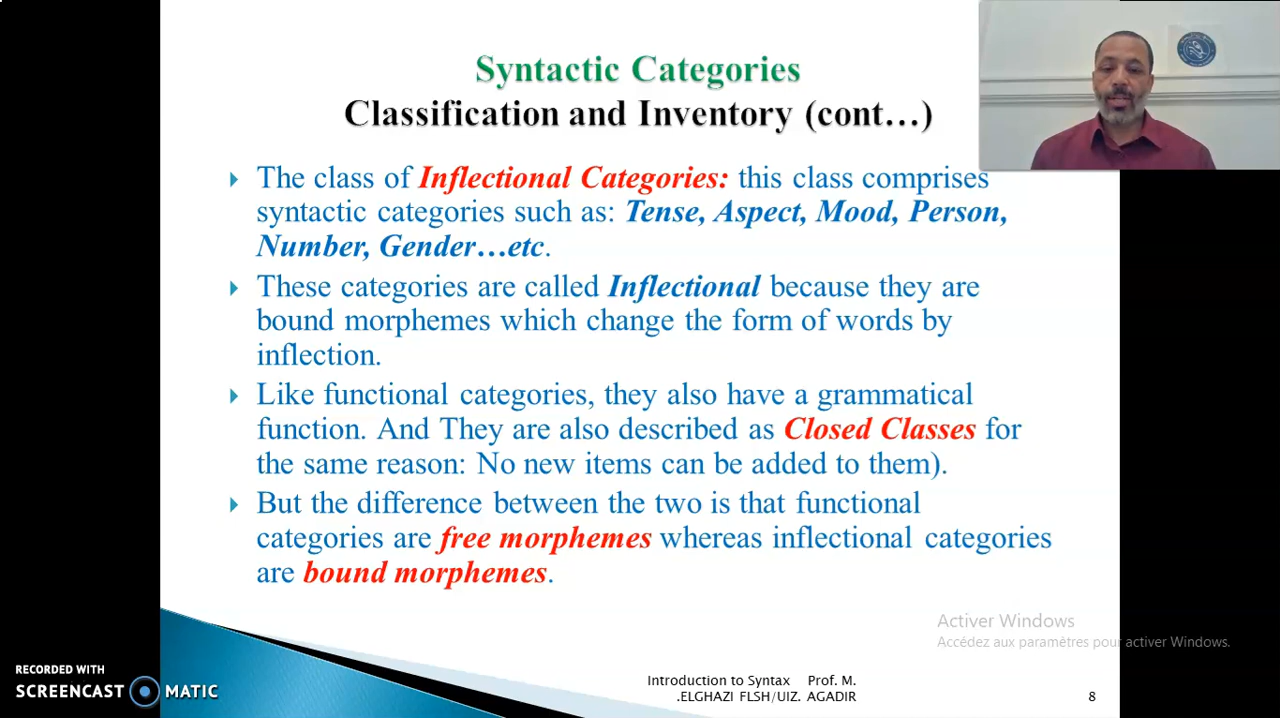 Syntactic Categories
Classification and Inventory (cont…)
The class of Inflectional Categories: this class comprises
syntactic categories such as: Tense, Aspect, Mood, Person,
Number, Gender…etc.
These categories are called Inflectional because they are
bound morphemes which change the form of words by
inflection.
Like functional categories, they also have a grammatical
function. And They are also described as Closed Classes for
the same reason: No new items can be added to them).
But the difference between the two is that functional
categories are free morphemes whereas inflectional categories
are bound morphemes.
Activer Windows
Accédez aux paramètres pour activer Windows.
RECORDED WITH
SCREENCAST MATIC
Introduction to Syntax Prof. M.
.ELGHAZI FLSH/UIZ. AGADIR
8